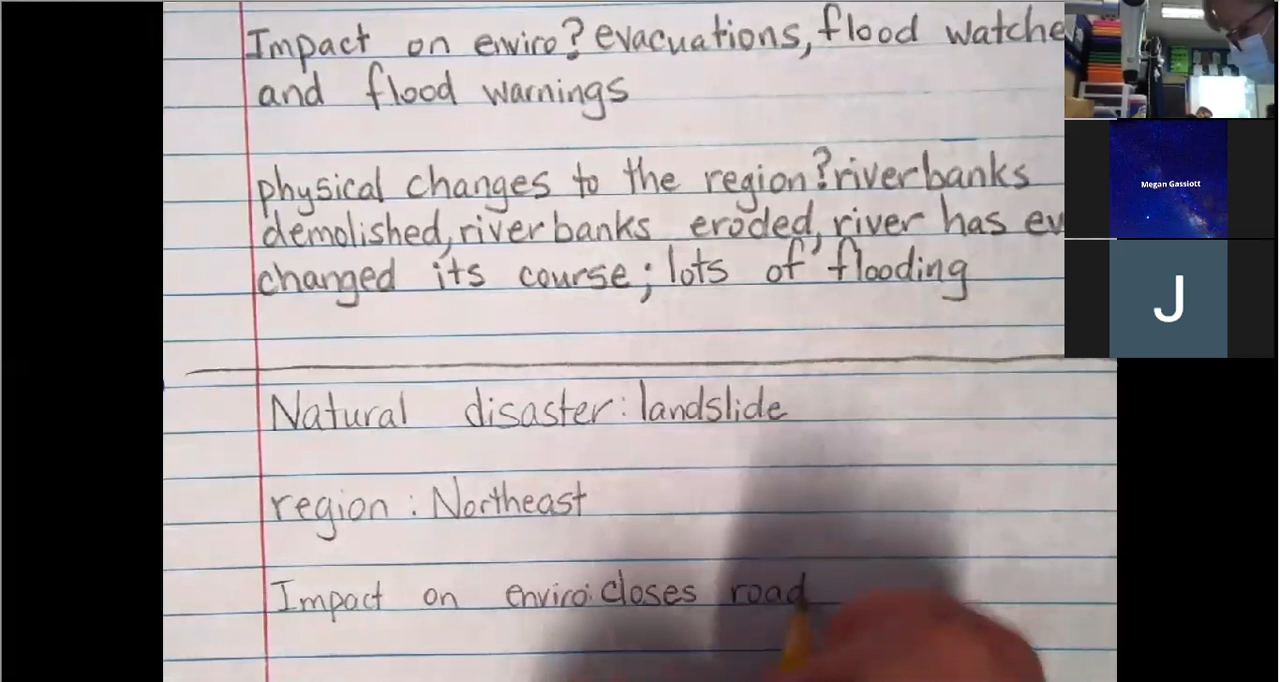 Impact on enviro? evacuations, flood watche
and flood warnings
physical changes to the region? riverbanks
demolished, riverbanks eroded, river has ev
changed its course; lots of flooding
Natural disaster: landslide
region: Northeast
Impact on enviro: closes road
Megan Gassiott
J